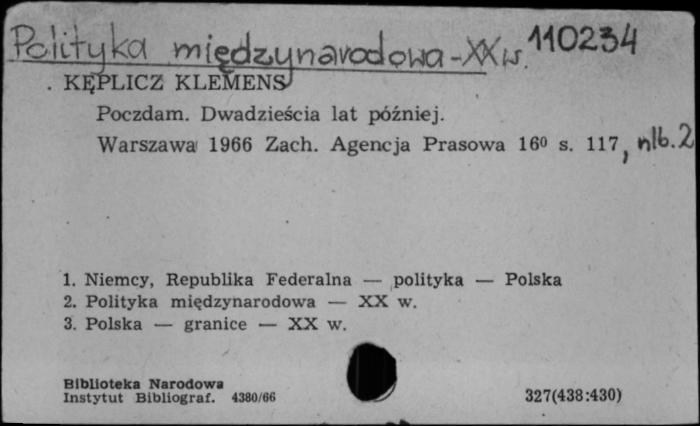 Polityka międzynarodowa-XX w. 110234
KĘPLICZ KLEMENS
Poczdam. Dwadzieścia lat później.
Warszawa 1966 Zach. Agencja Prasowa 16º s. 117, nlb. 2
1. Niemcy, Republika Federalna — polityka — Polska
2. Polityka międzynarodowa — XX w.
3. Polska — granice — XX w.
Biblioteka Narodowa
Instytut Bibliograf. 4380/66 327(438:430)